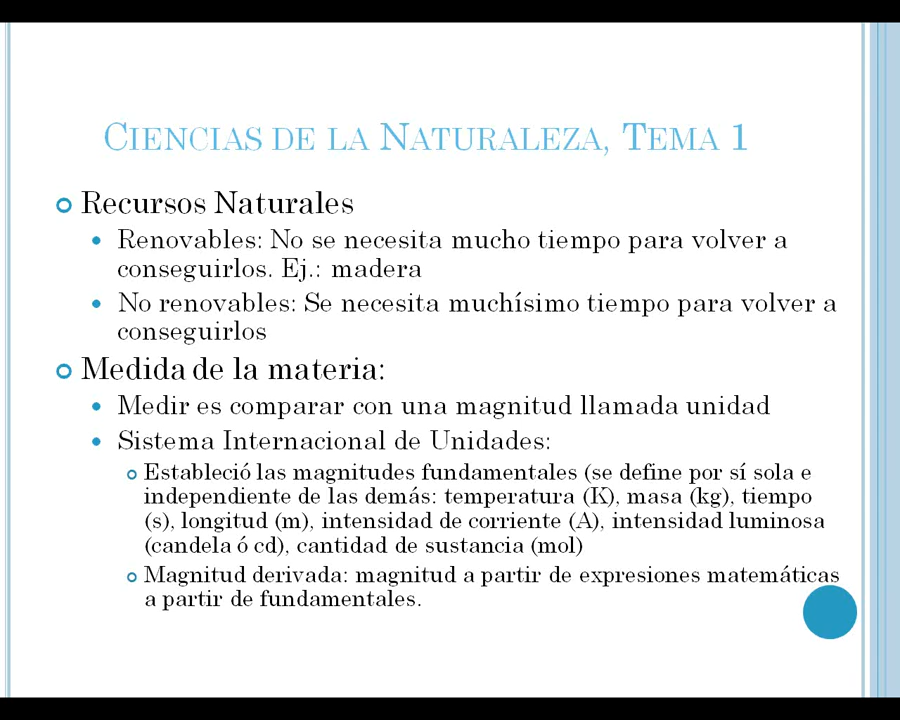 Ciencias de la Naturaleza, Tema 1
Recursos Naturales
Renovables: No se necesita mucho tiempo para volver a
conseguirlos. Ej.: madera
No renovables: Se necesita muchísimo tiempo para volver a
conseguirlos
Medida de la materia:
Medir es comparar con una magnitud llamada unidad
Sistema Internacional de Unidades:
Estableció las magnitudes fundamentales (se define por sí sola e
independiente de las demás: temperatura (K), masa (kg), tiempo
(s), longitud (m), intensidad de corriente (A), intensidad luminosa
(candela ó cd), cantidad de sustancia (mol)
Magnitud derivada: magnitud a partir de expresiones matemáticas
a partir de fundamentales.